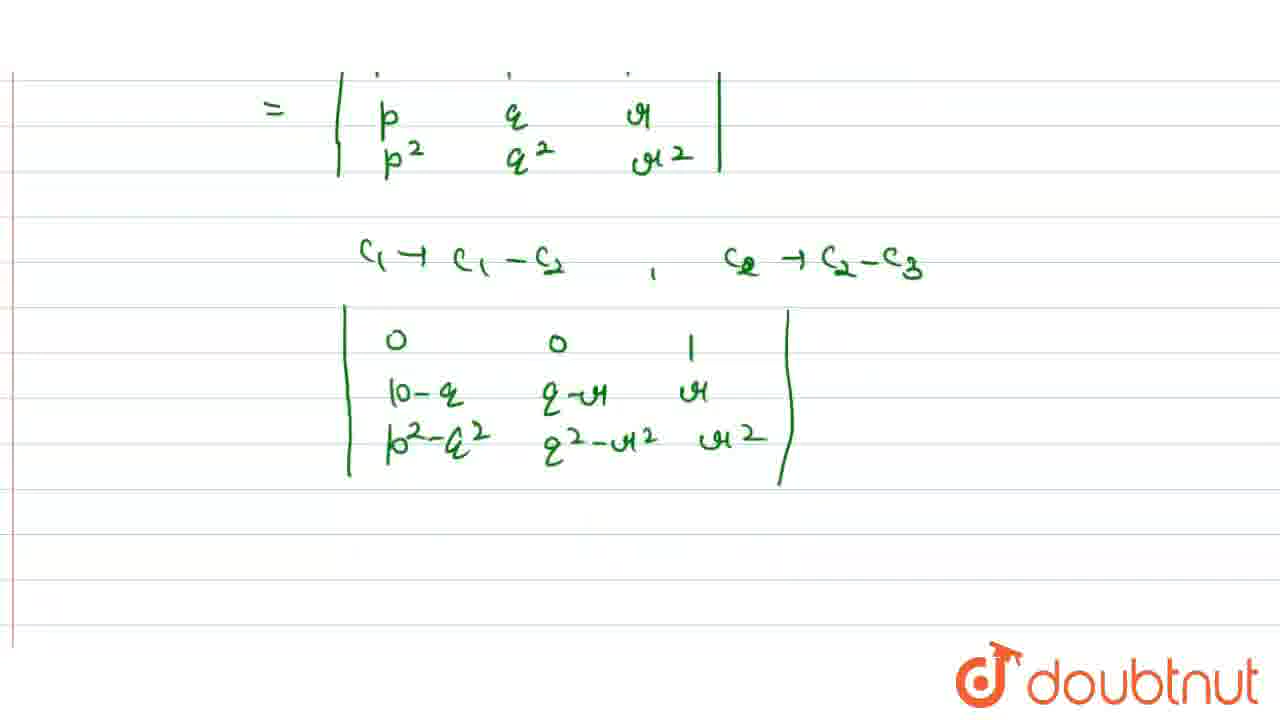 = | p q r |
| p² q² r² |
C₁ → C₁ - C₂ , C₂ → C₂ - C₃
| 0 0 1 |
| p-q q-r r |
| p²-q² q²-r² r² |
doubtnut